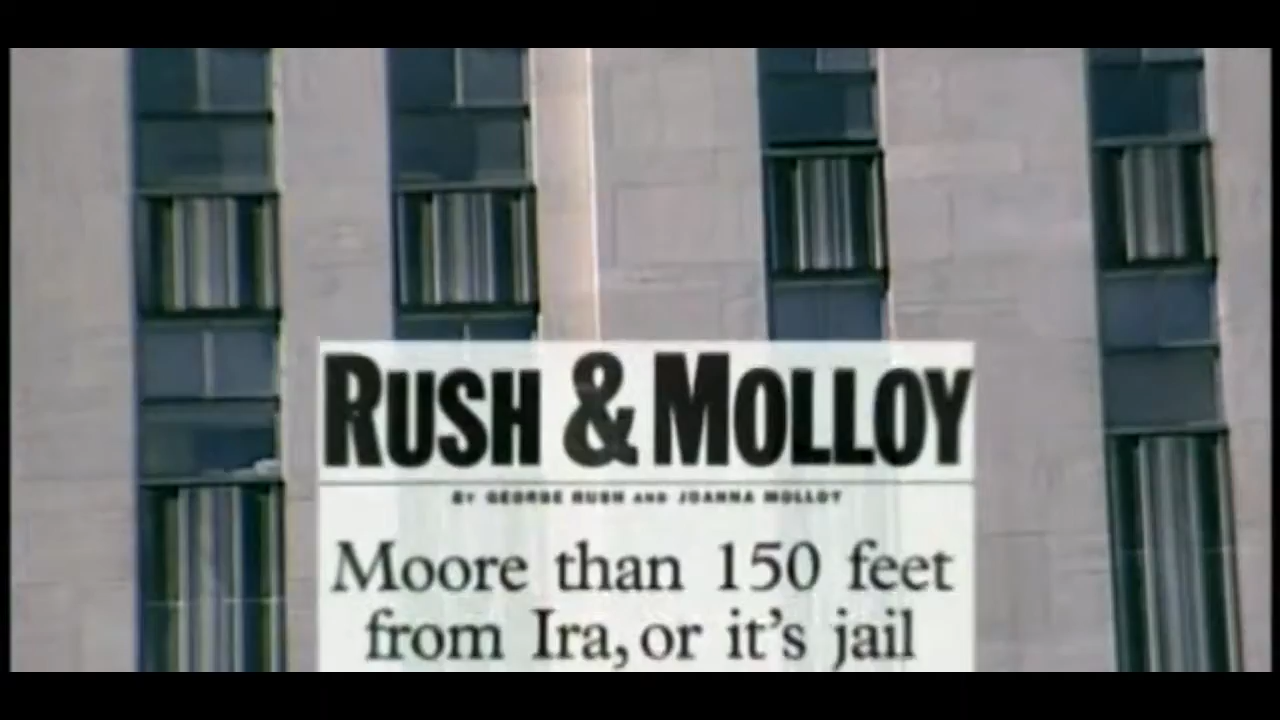 RUSH & MOLLOY
BY GEORGE RUSH AND JOANNA MOLLOY
Moore than 150 feet
from Ira, or it's jail